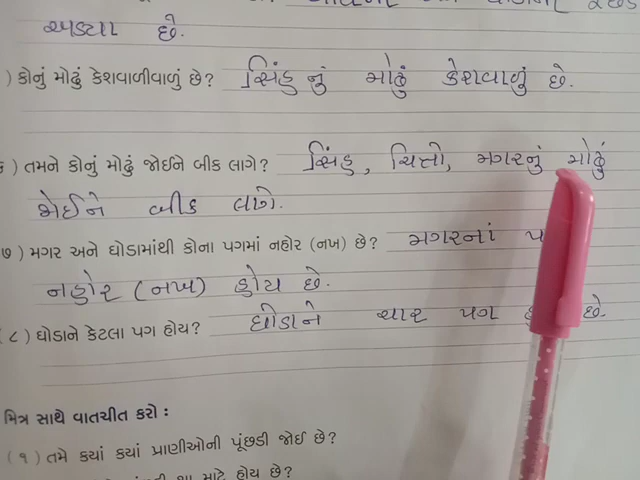 અડ્યા છે.
) કોનું મોઢું કેશવાળીવાળું છે? સિંહ નું મોઢું કેશવાળું છે.
) તમને કોનું મોઢું જોઈને બીક લાગે? સિંહ, ચિત્તો, મગરનું મોઢું
જોઈને બીક લાગે.
૭) મગર અને ઘોડામાંથી કોના પગમાં નહોર (નખ) છે? મગરનાં
નહોર (નખ) હોય છે.
(૮) ઘોડાને કેટલા પગ હોય? ઘોડાને ચાર પગ છે.
મિત્ર સાથે વાતચીત કરો :
(૧) તમે કયાં કયાં પ્રાણીઓની પૂંછડી જોઈ છે?
શા માટે હોય છે?